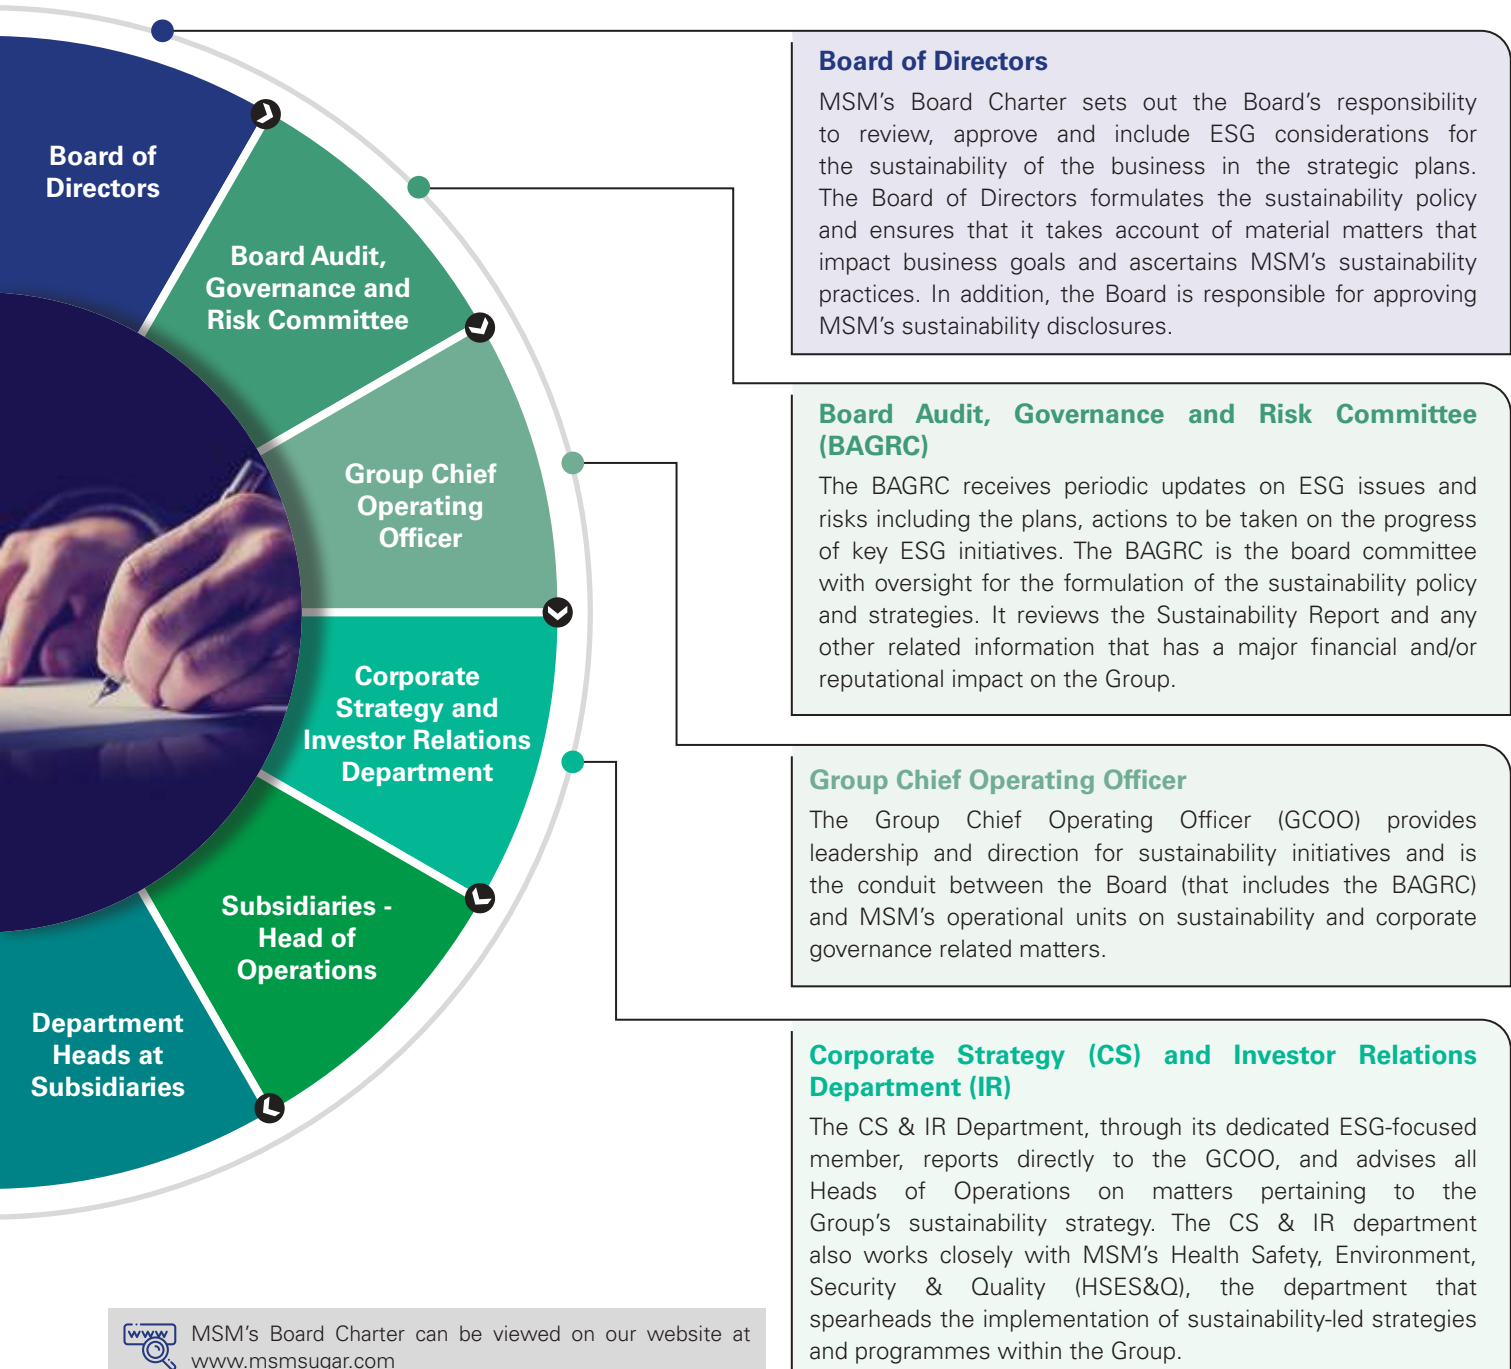 Board of
Directors
Board Audit,
Governance and
Risk Committee
Group Chief
Operating
Officer
Corporate
Strategy and
Investor Relations
Department
Subsidiaries -
Head of
Operations
Department
Heads at
Subsidiaries
Board of Directors
MSM's Board Charter sets out the Board's responsibility
to review, approve and include ESG considerations for
the sustainability of the business in the strategic plans.
The Board of Directors formulates the sustainability policy
and ensures that it takes account of material matters that
impact business goals and ascertains MSM's sustainability
practices. In addition, the Board is responsible for approving
MSM's sustainability disclosures.
Board Audit, Governance and Risk Committee
(BAGRC)
The BAGRC receives periodic updates on ESG issues and
risks including the plans, actions to be taken on the progress
of key ESG initiatives. The BAGRC is the board committee
with oversight for the formulation of the sustainability policy
and strategies. It reviews the Sustainability Report and any
other related information that has a major financial and/or
reputational impact on the Group.
Group Chief Operating Officer
The Group Chief Operating Officer (GCOO) provides
leadership and direction for sustainability initiatives and is
the conduit between the Board (that includes the BAGRC)
and MSM's operational units on sustainability and corporate
governance related matters.
Corporate Strategy (CS) and Investor Relations
Department (IR)
The CS & IR Department, through its dedicated ESG-focused
member, reports directly to the GCOO, and advises all
Heads of Operations on matters pertaining to the
Group's sustainability strategy. The CS & IR department
also works closely with MSM's Health Safety, Environment,
Security & Quality (HSES&Q), the department that
spearheads the implementation of sustainability-led strategies
and programmes within the Group.
www
MSM's Board Charter can be viewed on our website at
www.msmsugar.com